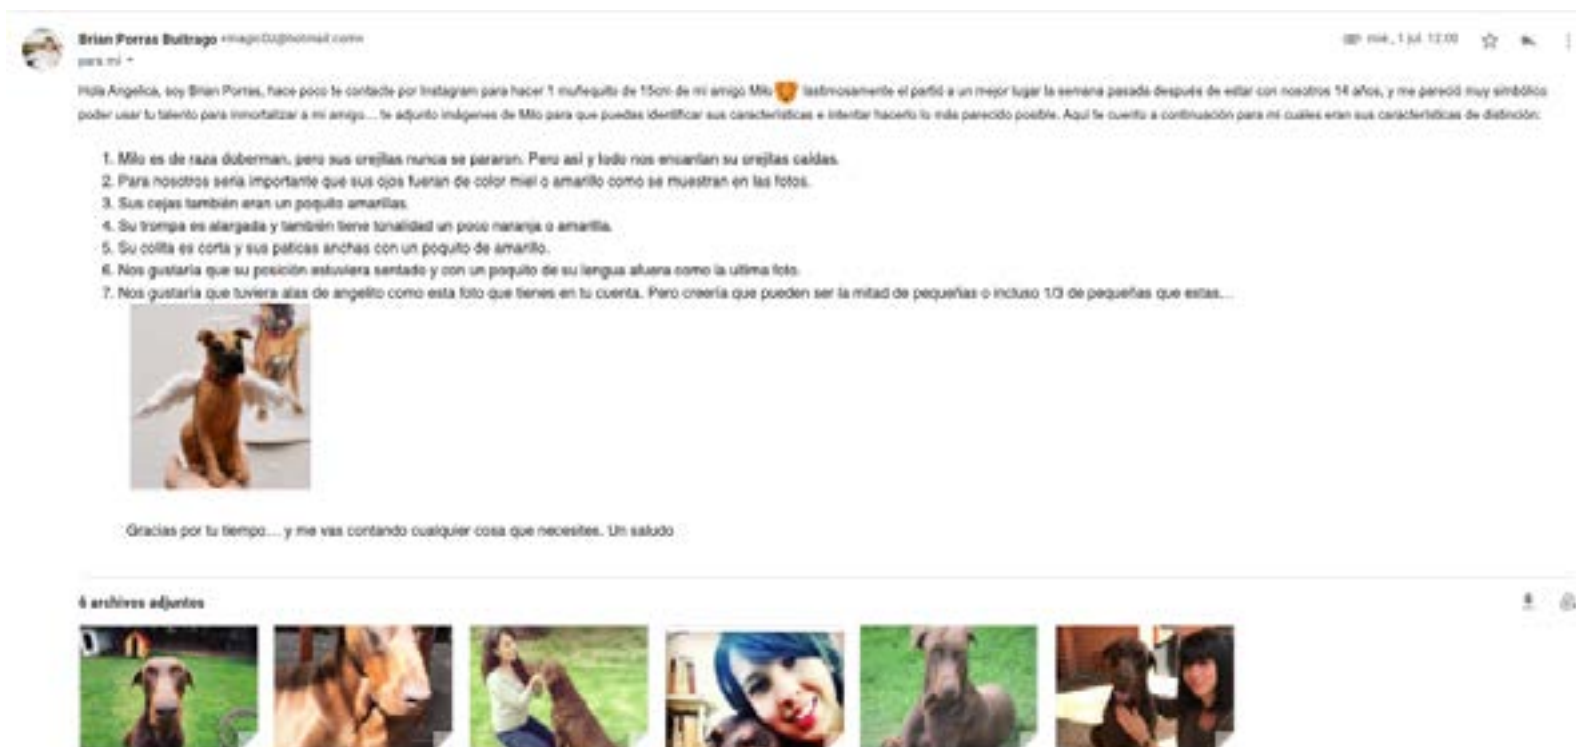 Brian Porras Buitrago
para mí
mié, 1 jul 12:00
Hola Angelica, soy Brian Porras, hace poco te contacte por Instagram para hacer 1 muñequito de 15cm de mi amigo Milo lastimosamente el partió a un mejor lugar la semana pasada después de estar con nosotros 14 años, y me pareció muy simbólico
poder usar tu talento para inmortalizar a mi amigo... te adjunto imágenes de Milo para que puedas identificar sus características e intentar hacerlo lo más parecido posible. Aquí te cuento a continuación para mi cuales eran sus características de distinción:
1. Milo es de raza doberman, pero sus orejitas nunca se pararon. Pero así y todo nos encantan su orejitas caídas.
2. Para nosotros sería importante que sus ojos fueran de color miel o amarillo como se muestran en las fotos.
3. Sus cejas también eran un poquito amarillas.
4. Su trompa es alargada y también tiene tonalidad un poco naranja o amarilla.
5. Su colita es corta y sus paticas anchas con un poquito de amarillo.
6. Nos gustaría que su posición estuviera sentado y con un poquito de su lengua afuera como la ultima foto.
7. Nos gustaría que tuviera alas de angelito como esta foto que tienes en tu cuenta. Pero creería que pueden ser la mitad de pequeñas o incluso 1/3 de pequeñas que estas...
Gracias por tu tiempo... y me vas contando cualquier cosa que necesites. Un saludo
6 archivos adjuntos